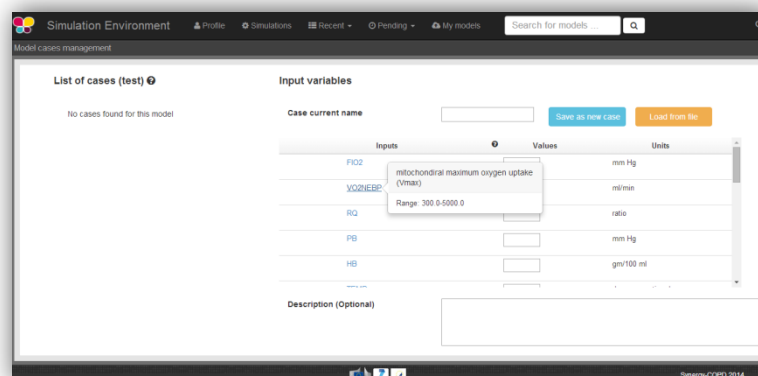 Simulation Environment Profile Simulations Recent Pending My models Search for models ...
Model cases management
List of cases (test)
Input variables
No cases found for this model
Case current name
Save as new case
Load from file
Inputs Values Units
FIO2 mm Hg
mitochondiral maximum oxygen uptake
(Vmax)
VO2NEBP ml/min
Range: 300.0-5000.0
RQ ratio
PB mm Hg
HB gm/100 ml
Description (Optional)
Synergy-COPD 2014